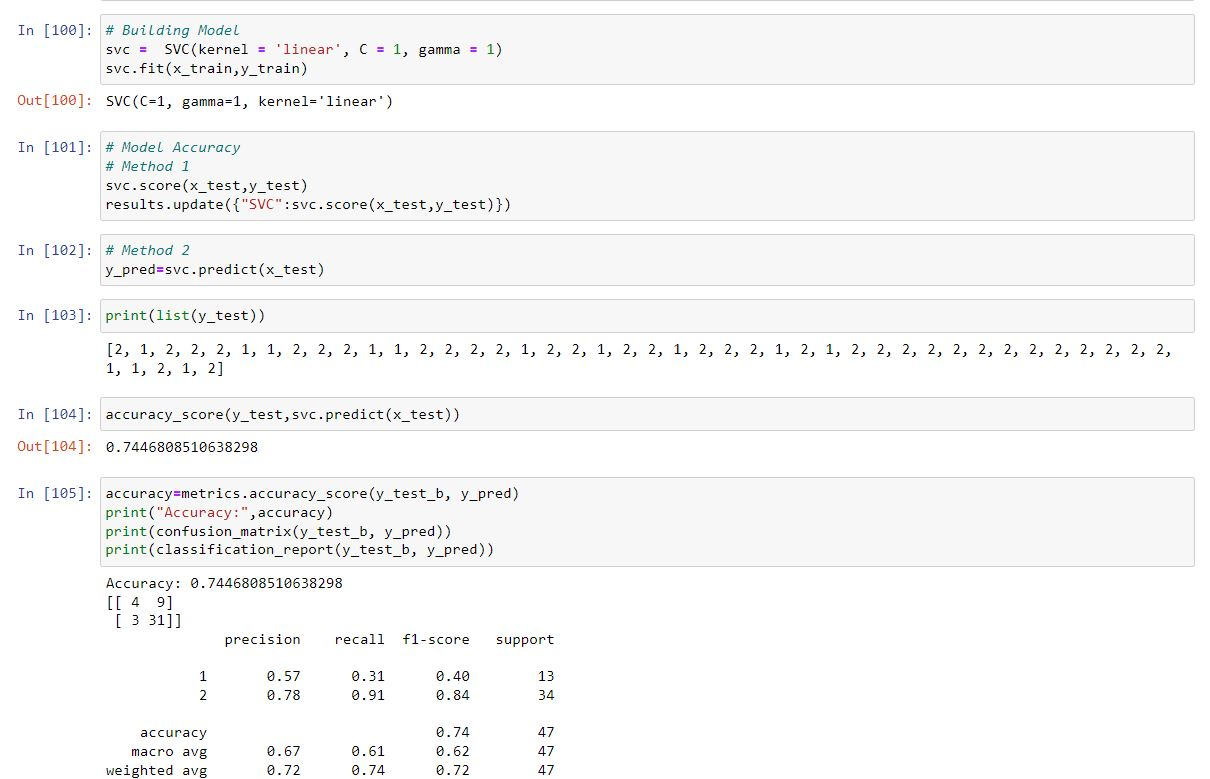 In [100]: # Building Model
svc =  SVC(kernel = 'linear', C = 1, gamma = 1)
svc.fit(x_train,y_train)
Out[100]: SVC(C=1, gamma=1, kernel='linear')
In [101]: # Model Accuracy
# Method 1
svc.score(x_test,y_test)
results.update({"SVC":svc.score(x_test,y_test)})
In [102]: # Method 2
y_pred=svc.predict(x_test)
In [103]: print(list(y_test))
[2, 1, 2, 2, 2, 1, 1, 2, 2, 2, 1, 1, 2, 2, 2, 2, 1, 2, 2, 1, 2, 2, 1, 2, 2, 2, 1, 2, 1, 2, 2, 2, 2, 2, 2, 2, 2, 2, 2, 2, 2, 2,
1, 1, 2, 1, 2]
In [104]: accuracy_score(y_test,svc.predict(x_test))
Out[104]: 0.7446808510638298
In [105]: accuracy=metrics.accuracy_score(y_test_b, y_pred)
print("Accuracy:",accuracy)
print(confusion_matrix(y_test_b, y_pred))
print(classification_report(y_test_b, y_pred))
Accuracy: 0.7446808510638298
[[ 4  9]
 [ 3 31]]
precision recall f1-score support
1 0.57 0.31 0.40 13
2 0.78 0.91 0.84 34
accuracy 0.74 47
macro avg 0.67 0.61 0.62 47
weighted avg 0.72 0.74 0.72 47